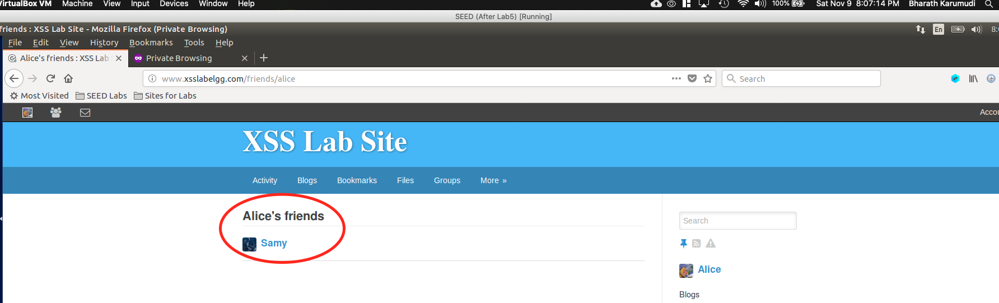 VirtualBox VM Machine View Input Devices Window Help 100% Sat Nov 9 8:07:14 PM Bharath Karumudi
SEED (After Lab5) [Running]
friends : XSS Lab Site - Mozilla Firefox (Private Browsing) En 8:0
File Edit View History Bookmarks Tools Help
Alice's friends : XSS Lab Private Browsing
www.xsslabelgg.com/friends/alice Search
Most Visited SEED Labs Sites for Labs
Accou
XSS Lab Site
Activity Blogs Bookmarks Files Groups More »
Alice's friends
Search
Samy
Alice
Blogs